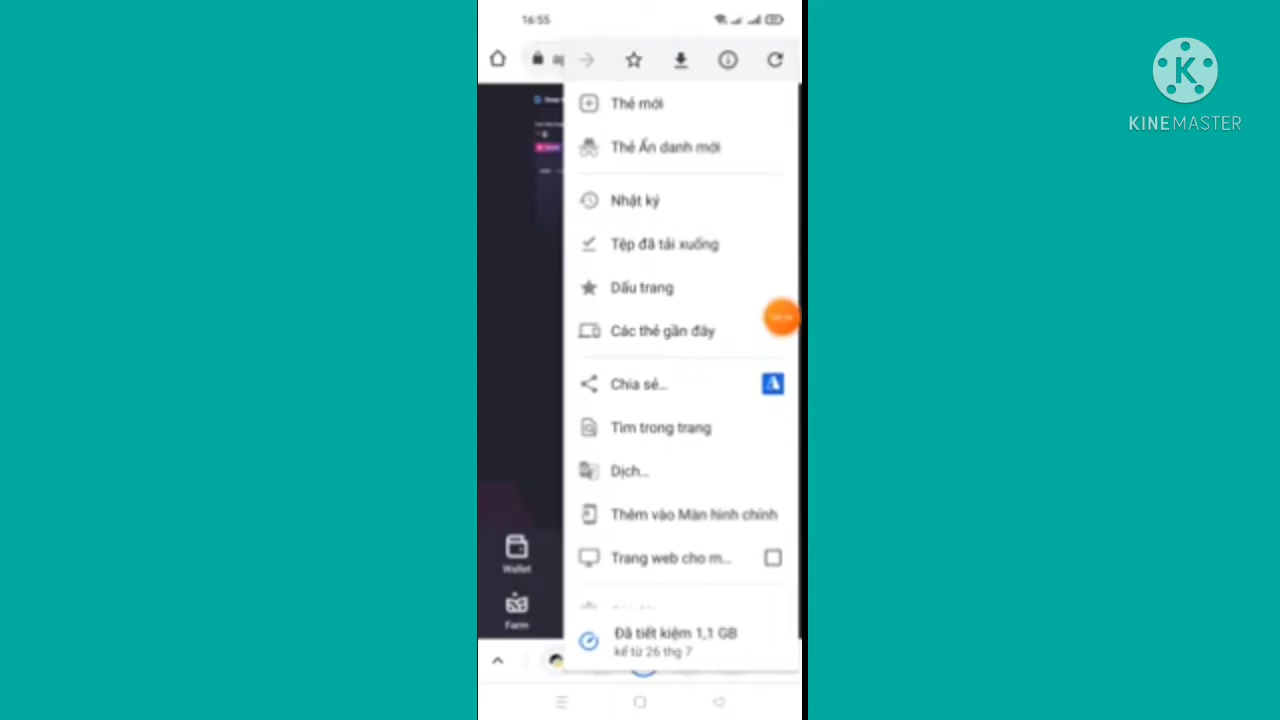 16:55
KINEMASTER
Thẻ mới
Thẻ Ẩn danh mới
Nhật ký
Tệp đã tải xuống
Dấu trang
Các thẻ gần đây
Chia sẻ...
Tìm trong trang
Dịch...
Thêm vào Màn hình chính
Trang web cho m...
Wallet
Farm
Đã tiết kiệm 1,1 GB
kể từ 26 thg 7